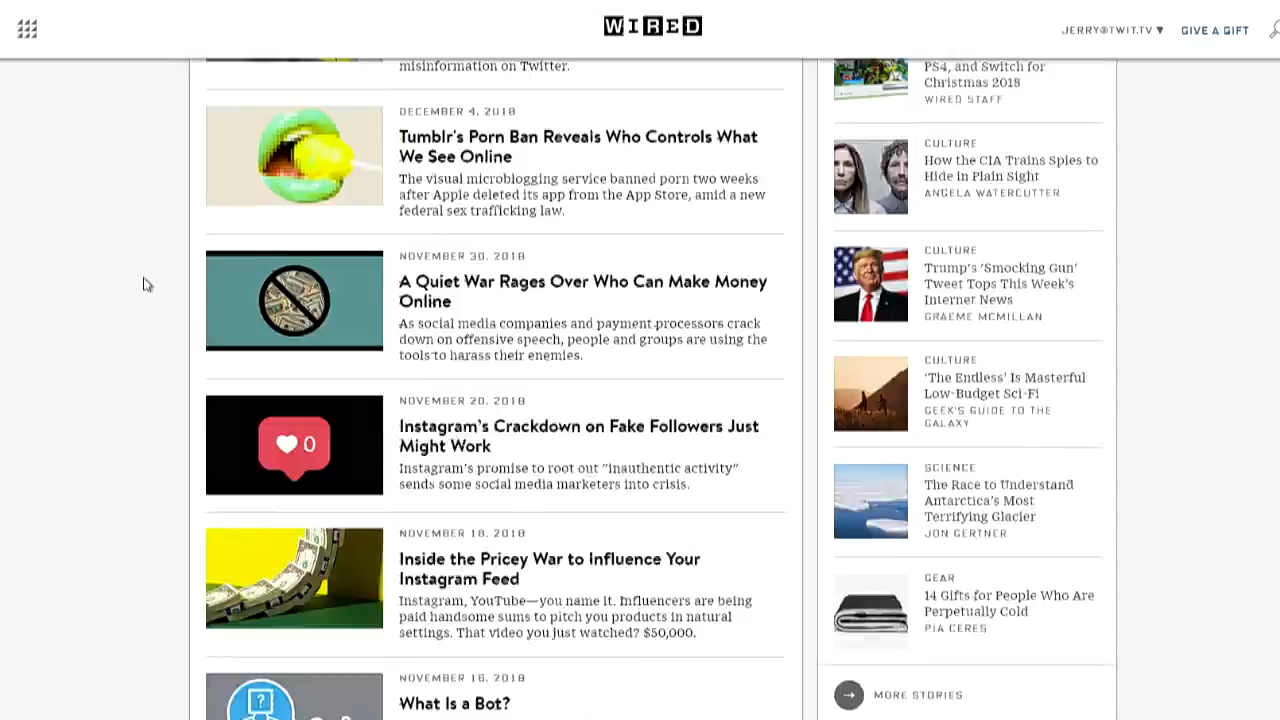 WIRED
JERRY@TWIT.TV ▼
GIVE A GIFT
misinformation on Twitter.
DECEMBER 4, 2018
Tumblr's Porn Ban Reveals Who Controls What
We See Online
The visual microblogging service banned porn two weeks
after Apple deleted its app from the App Store, amid a new
federal sex trafficking law.
NOVEMBER 30, 2018
A Quiet War Rages Over Who Can Make Money
Online
As social media companies and payment processors crack
down on offensive speech, people and groups are using the
tools to harass their enemies.
NOVEMBER 20, 2018
0
Instagram's Crackdown on Fake Followers Just
Might Work
Instagram's promise to root out "inauthentic activity"
sends some social media marketers into crisis.
NOVEMBER 18, 2018
Inside the Pricey War to Influence Your
Instagram Feed
Instagram, YouTube—you name it. Influencers are being
paid handsome sums to pitch you products in natural
settings. That video you just watched? $50,000.
NOVEMBER 16, 2018
?
What Is a Bot?
PS4, and Switch for
Christmas 2018
WIRED STAFF
CULTURE
How the CIA Trains Spies to
Hide in Plain Sight
ANGELA WATERCUTTER
CULTURE
Trump's 'Smocking Gun'
Tweet Tops This Week's
Internet News
GRAEME MCMILLAN
CULTURE
'The Endless' Is Masterful
Low-Budget Sci-Fi
GEEK'S GUIDE TO THE
GALAXY
SCIENCE
The Race to Understand
Antarctica's Most
Terrifying Glacier
JON GERTNER
GEAR
14 Gifts for People Who Are
Perpetually Cold
PIA CERES
MORE STORIES